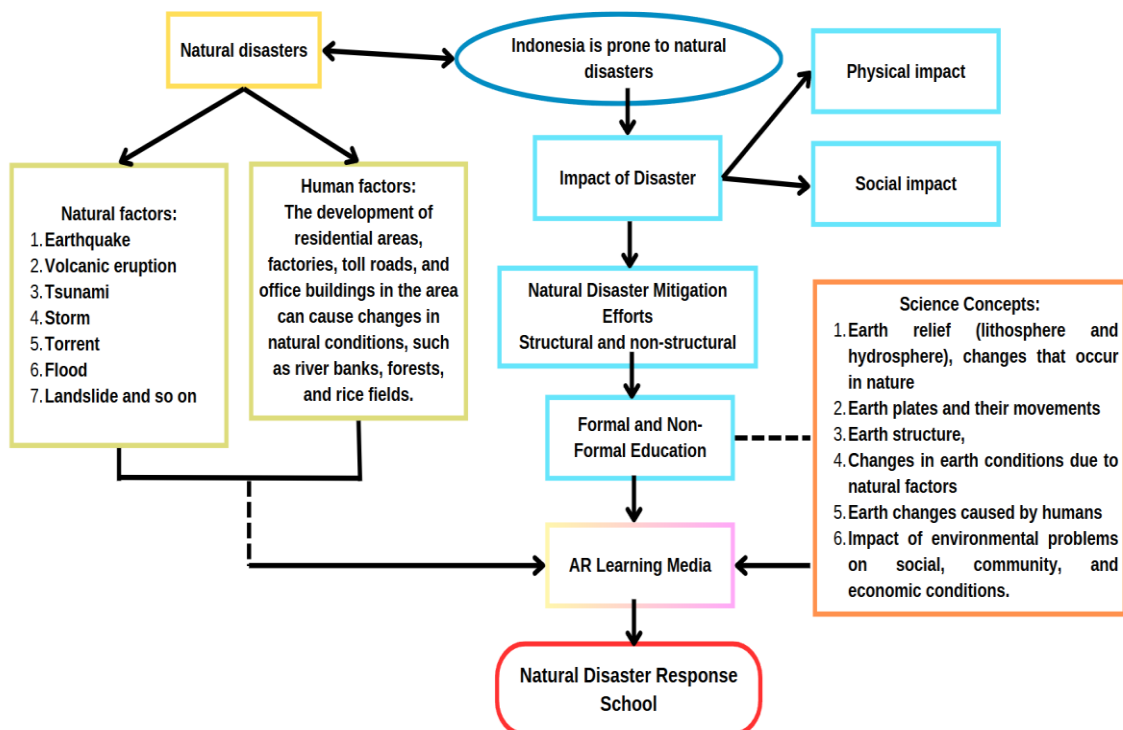 Natural disasters
Indonesia is prone to natural
disasters
Physical impact
Impact of Disaster
Social impact
Natural factors:
1. Earthquake
2. Volcanic eruption
3. Tsunami
4. Storm
5. Torrent
6. Flood
7. Landslide and so on
Human factors:
The development of
residential areas,
factories, toll roads, and
office buildings in the area
can cause changes in
natural conditions, such
as river banks, forests,
and rice fields.
Natural Disaster Mitigation
Efforts
Structural and non-structural
Formal and Non-
Formal Education
Science Concepts:
1. Earth relief (lithosphere and
hydrosphere), changes that occur
in nature
2. Earth plates and their movements
3. Earth structure,
4. Changes in earth conditions due to
natural factors
5. Earth changes caused by humans
6. Impact of environmental problems
on social, community, and
economic conditions.
AR Learning Media
Natural Disaster Response
School